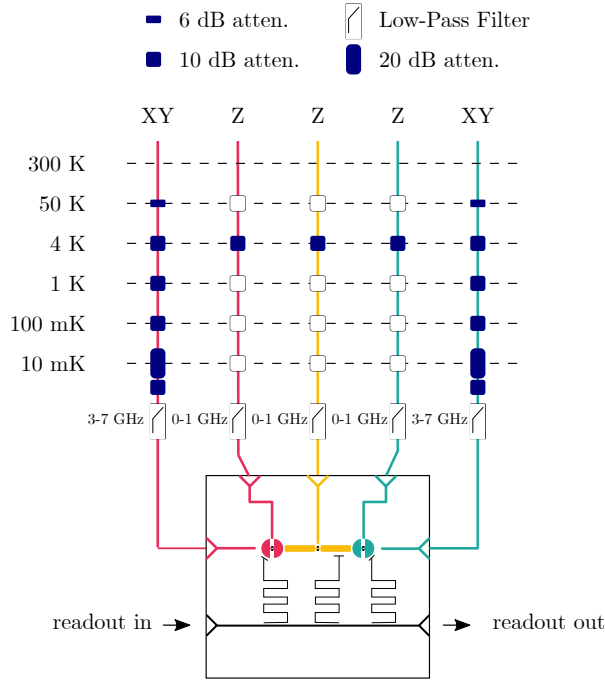 6 dB atten.
Low-Pass Filter
10 dB atten.
20 dB atten.
XY Z Z Z XY
300 K
50 K
4 K
1 K
100 mK
10 mK
3-7 GHz 0-1 GHz 0-1 GHz 0-1 GHz 3-7 GHz
readout in
readout out